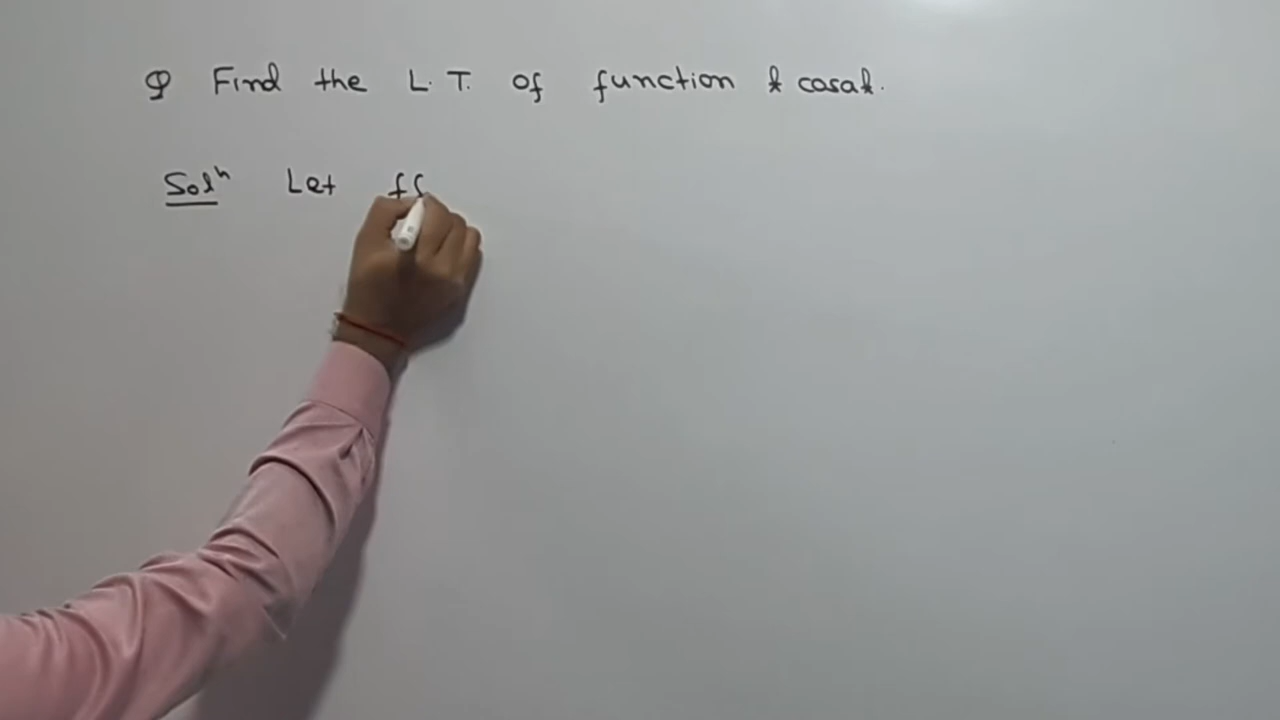 Q Find the L.T. of function t cosat.
Solⁿ Let f(